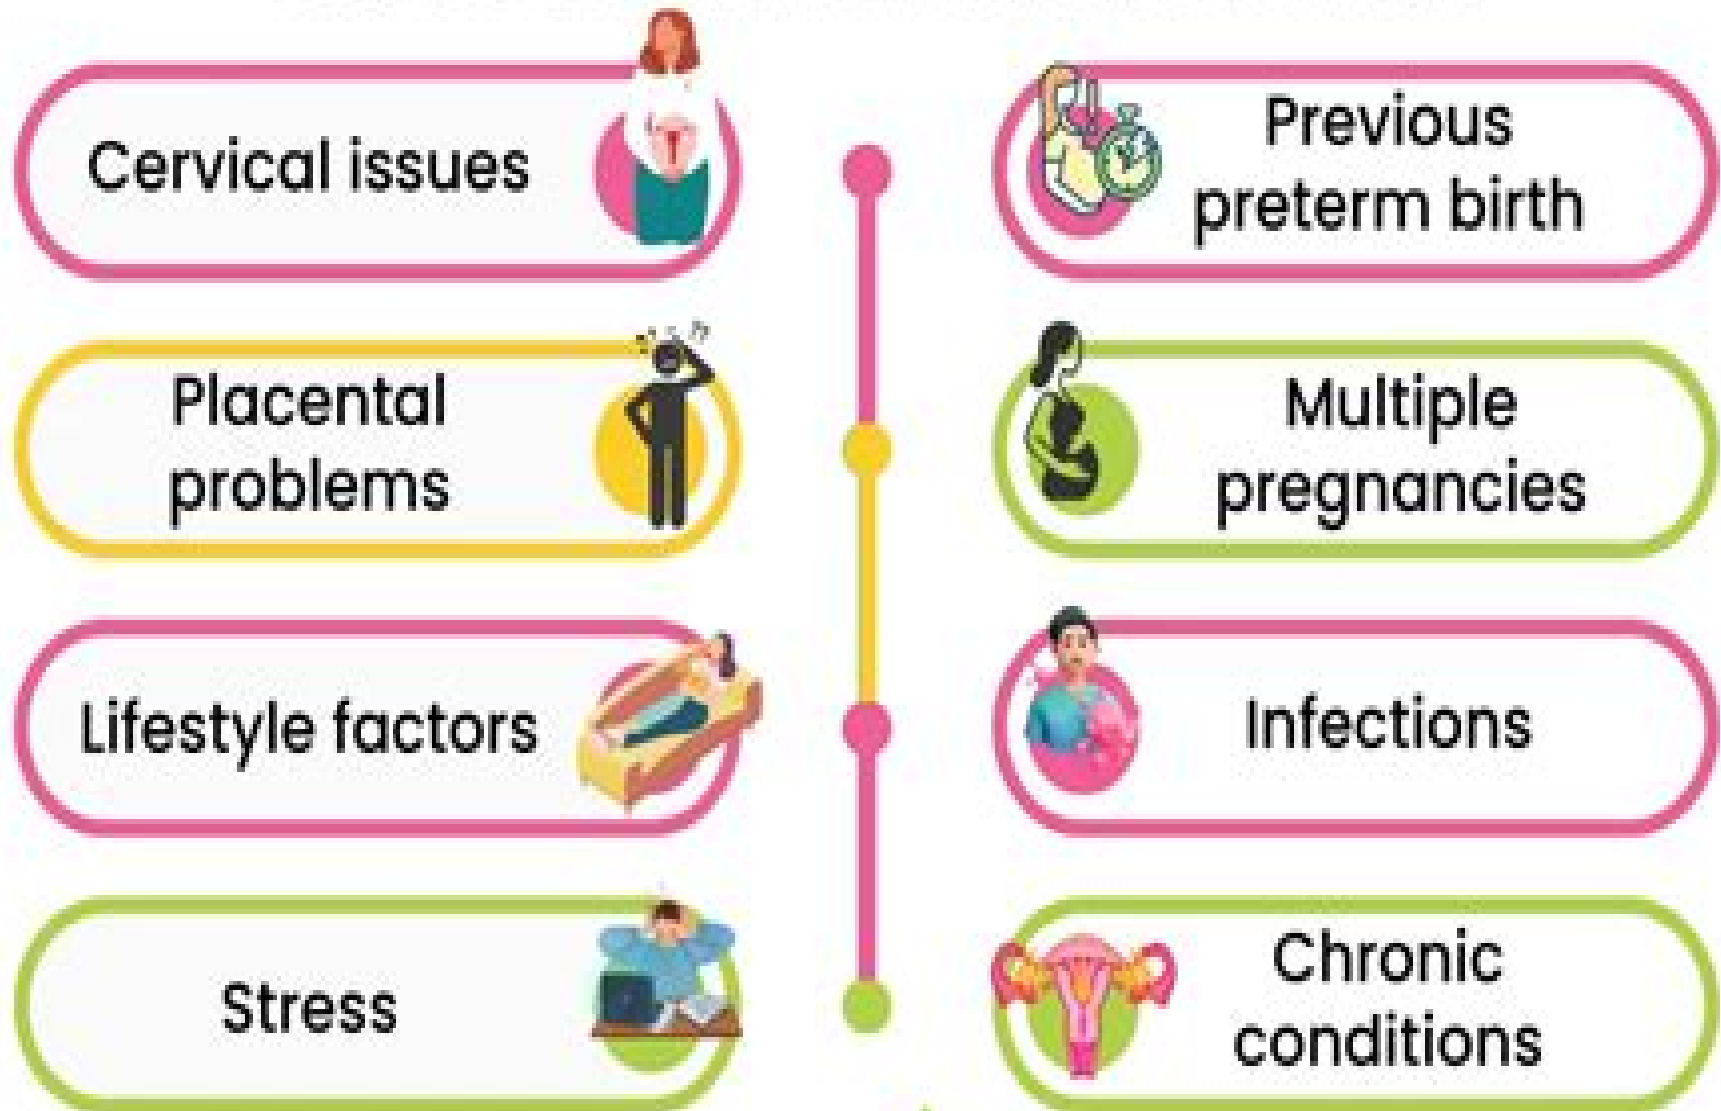 Cervical issues
Previous
preterm birth
Placental
problems
Multiple
pregnancies
Lifestyle factors
Infections
Stress
Chronic
conditions